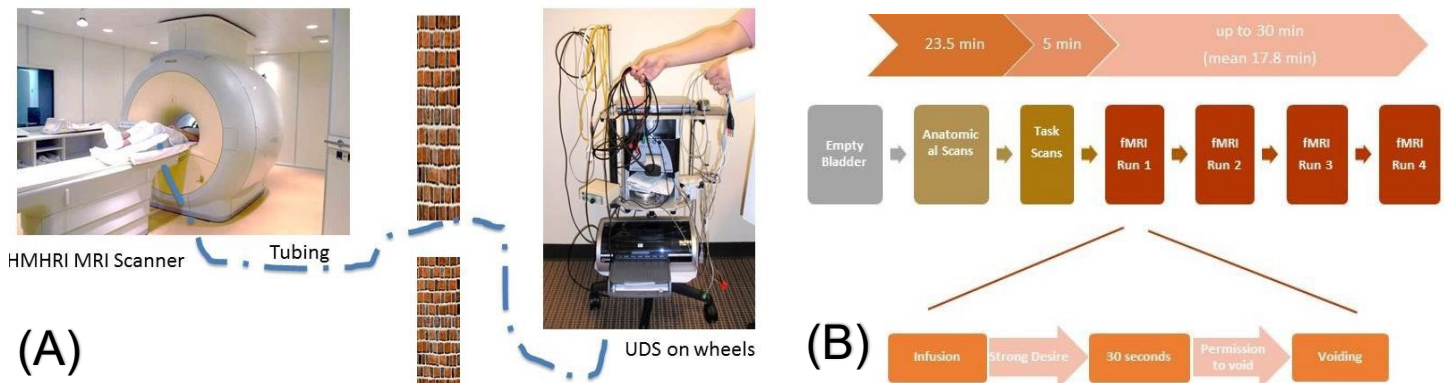 HMHRI MRI Scanner
Tubing
UDS on wheels
(A)
23.5 min
5 min
up to 30 min
(mean 17.8 min)
Empty
Bladder
Anatomic
al Scans
Task
Scans
fMRI
Run 1
fMRI
Run 2
fMRI
Run 3
fMRI
Run 4
(B)
Infusion
Strong Desire
30 seconds
Permission
to void
Voiding